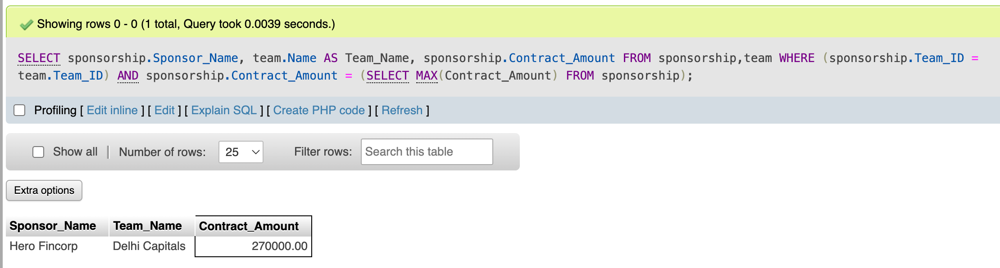 Showing rows 0 - 0 (1 total, Query took 0.0039 seconds.)
SELECT sponsorship.Sponsor_Name, team.Name AS Team_Name, sponsorship.Contract_Amount FROM sponsorship,team WHERE (sponsorship.Team_ID =
team.Team_ID) AND sponsorship.Contract_Amount = (SELECT MAX(Contract_Amount) FROM sponsorship);
Profiling [ Edit inline ] [ Edit ] [ Explain SQL ] [ Create PHP code ] [ Refresh ]
Show all | Number of rows: 25 Filter rows: Search this table
Extra options
Sponsor_Name Team_Name Contract_Amount
Hero Fincorp Delhi Capitals 270000.00